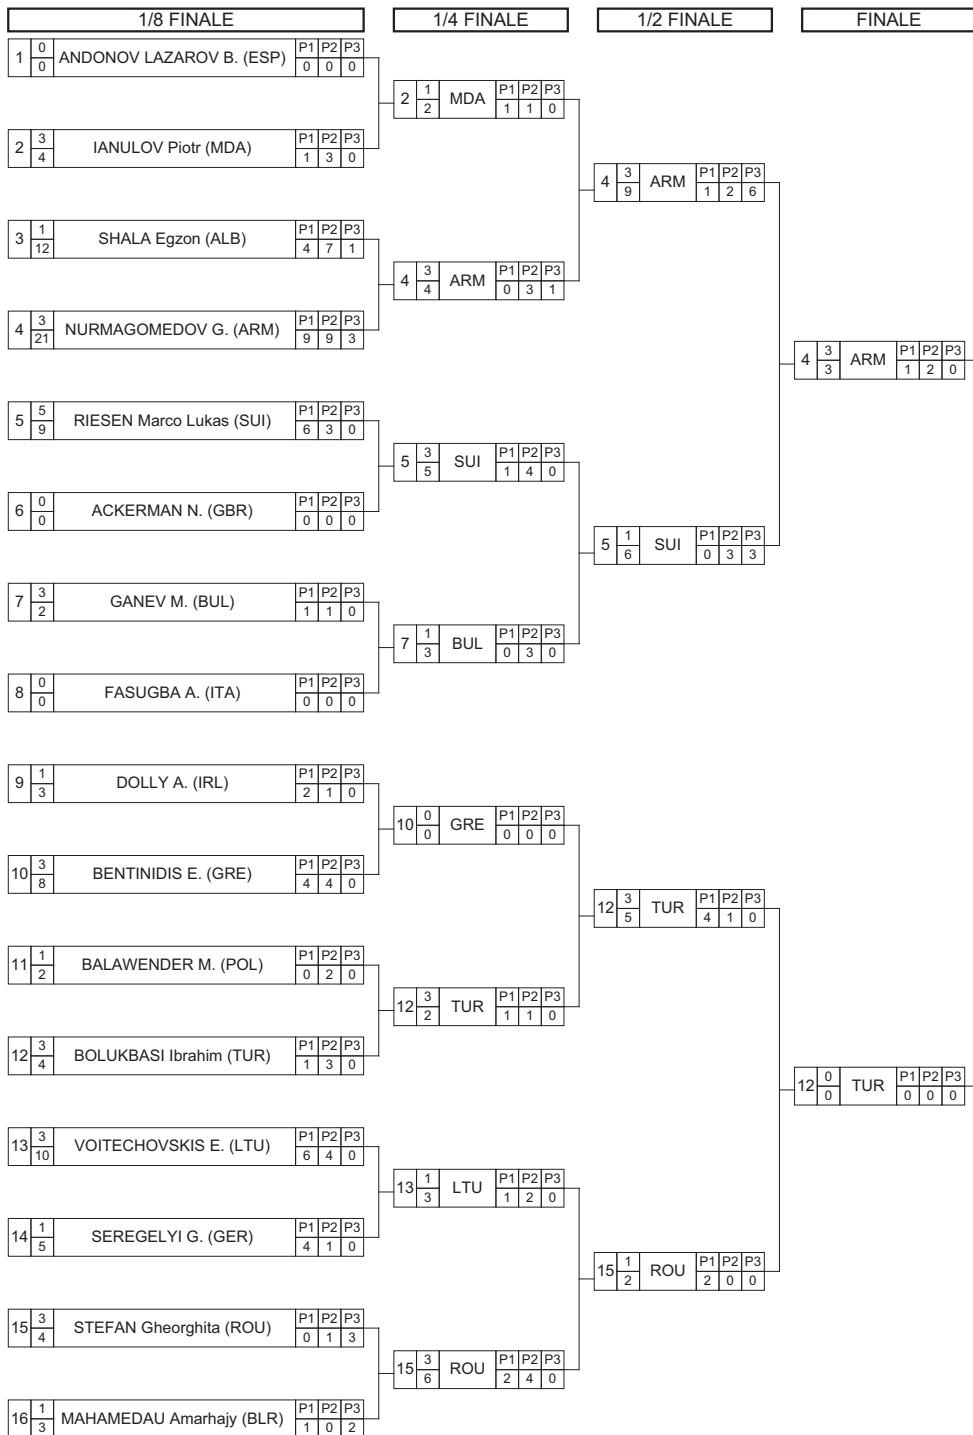 1/8 FINALE 1/4 FINALE 1/2 FINALE FINALE
1 0 0 ANDONOV LAZAROV B. (ESP) P1 P2 P3 0 0 0
2 1 2 MDA P1 P2 P3 1 1 0
2 3 4 IANULOV Piotr (MDA) P1 P2 P3 1 3 0
4 3 9 ARM P1 P2 P3 1 2 6
3 1 12 SHALA Egzon (ALB) P1 P2 P3 4 7 1
4 3 4 ARM P1 P2 P3 0 3 1
4 3 21 NURMAGOMEDOV G. (ARM) P1 P2 P3 9 9 3
4 3 3 ARM P1 P2 P3 1 2 0
5 5 9 RIESEN Marco Lukas (SUI) P1 P2 P3 6 3 0
5 3 5 SUI P1 P2 P3 1 4 0
6 0 0 ACKERMAN N. (GBR) P1 P2 P3 0 0 0
5 1 6 SUI P1 P2 P3 0 3 3
7 3 2 GANEV M. (BUL) P1 P2 P3 1 1 0
7 1 3 BUL P1 P2 P3 0 3 0
8 0 0 FASUGBA A. (ITA) P1 P2 P3 0 0 0
9 1 3 DOLLY A. (IRL) P1 P2 P3 2 1 0
10 0 0 GRE P1 P2 P3 0 0 0
10 3 8 BENTINIDIS E. (GRE) P1 P2 P3 4 4 0
12 3 5 TUR P1 P2 P3 4 1 0
11 1 2 BALAWENDER M. (POL) P1 P2 P3 0 2 0
12 3 2 TUR P1 P2 P3 1 1 0
12 3 4 BOLUKBASI Ibrahim (TUR) P1 P2 P3 1 3 0
12 0 0 TUR P1 P2 P3 0 0 0
13 3 10 VOITECHOVSKIS E. (LTU) P1 P2 P3 6 4 0
13 1 3 LTU P1 P2 P3 1 2 0
14 1 5 SEREGELYI G. (GER) P1 P2 P3 4 1 0
15 1 2 ROU P1 P2 P3 2 0 0
15 3 4 STEFAN Gheorghita (ROU) P1 P2 P3 0 1 3
15 3 6 ROU P1 P2 P3 2 4 0
16 1 3 MAHAMEDAU Amarhajy (BLR) P1 P2 P3 1 0 2